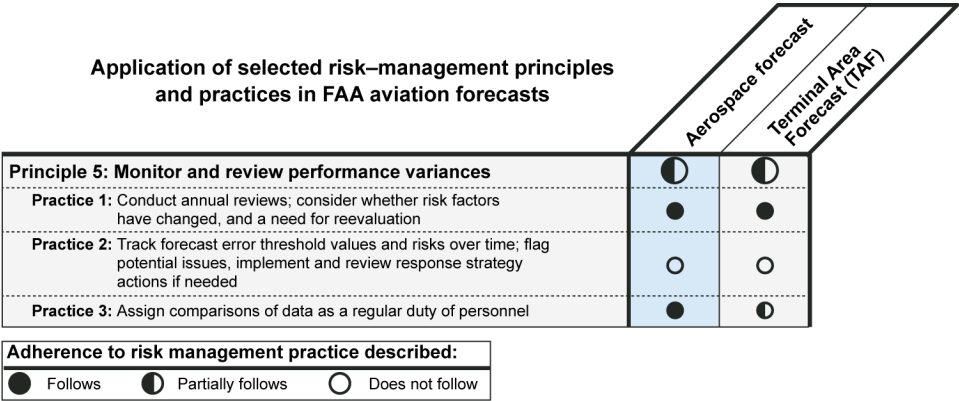 Application of selected risk–management principles
and practices in FAA aviation forecasts
Aerospace forecast
Terminal Area
Forecast (TAF)
Principle 5: Monitor and review performance variances
Practice 1: Conduct annual reviews; consider whether risk factors
have changed, and a need for reevaluation
Practice 2: Track forecast error threshold values and risks over time; flag
potential issues, implement and review response strategy
actions if needed
Practice 3: Assign comparisons of data as a regular duty of personnel
Adherence to risk management practice described:
Follows Partially follows Does not follow